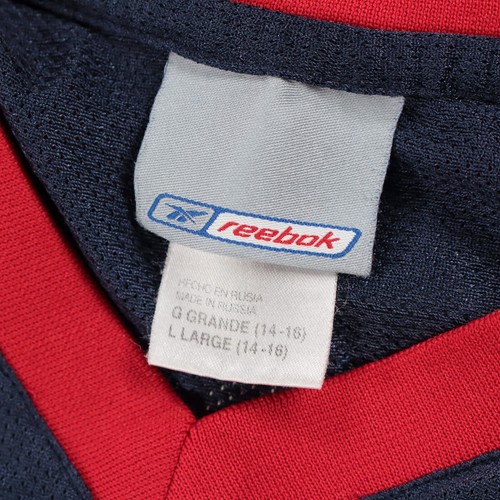 reebok
HECHO EN RUSIA
MADE IN RUSSIA
G GRANDE (14-16)
L LARGE (14-16)